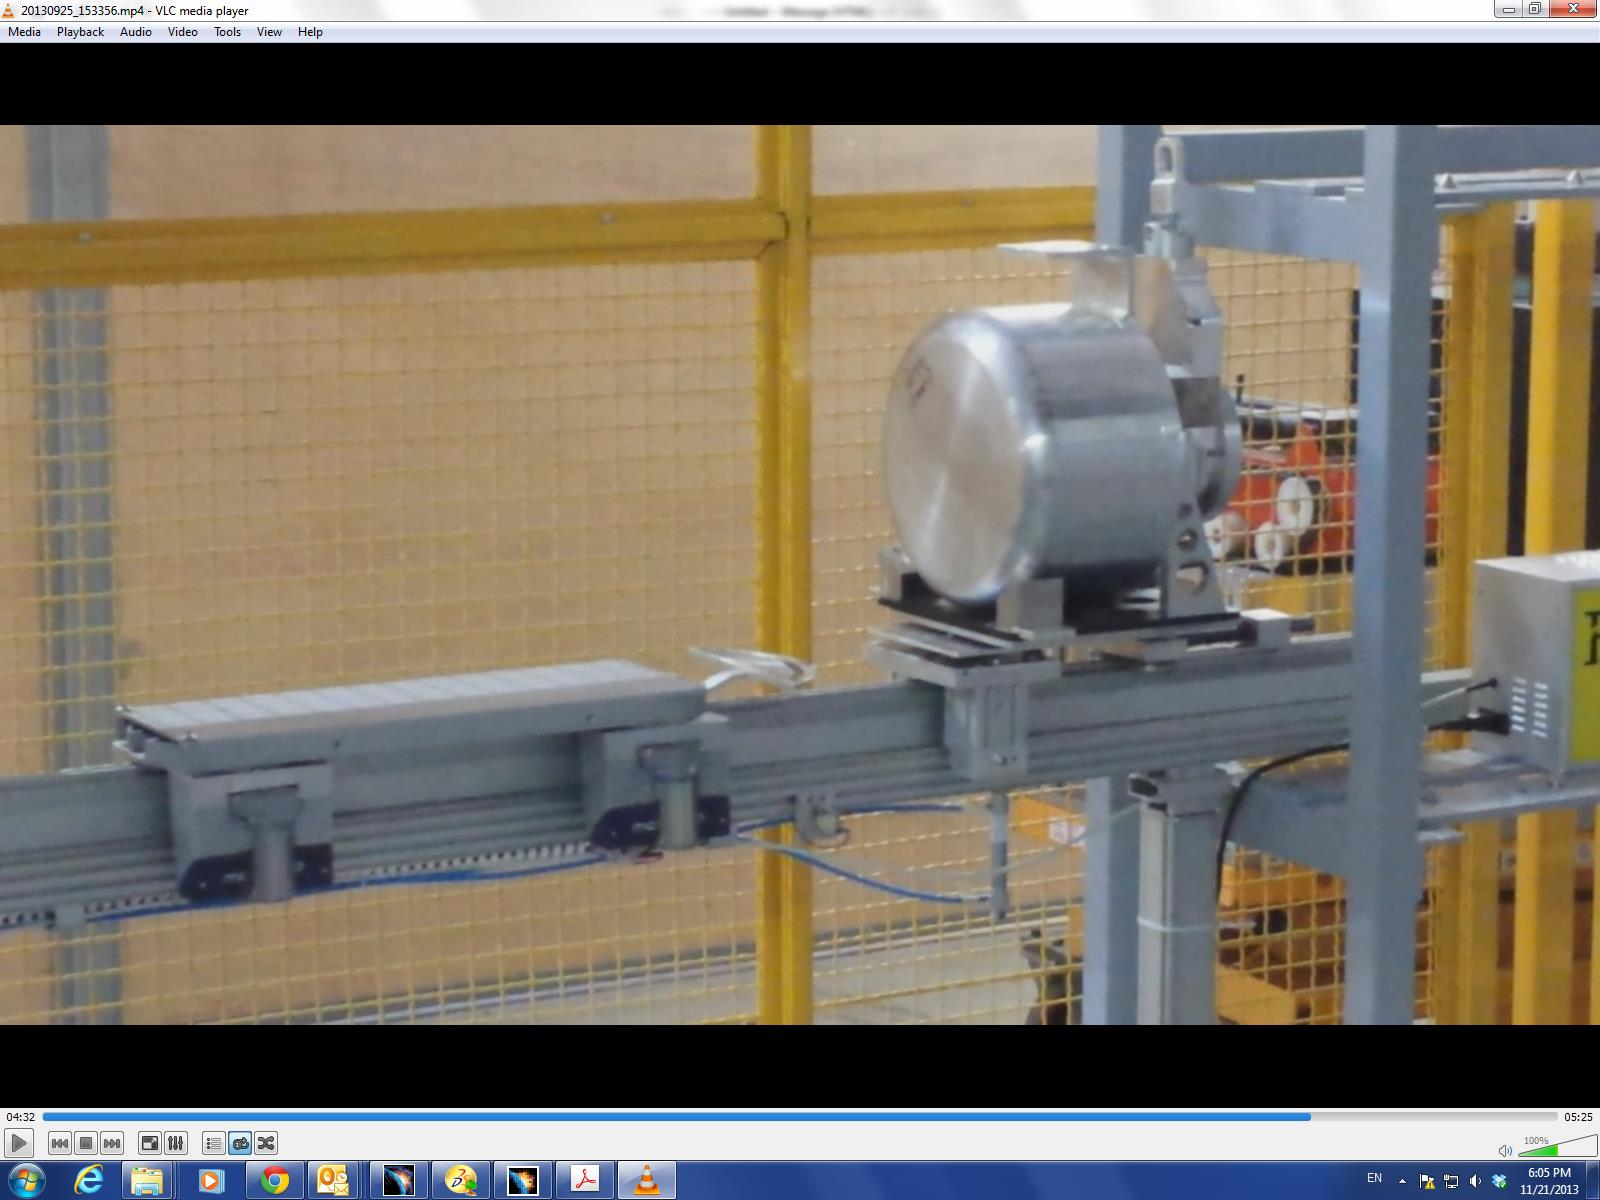 20130925_153356.mp4 - VLC media player
Media Playback Audio Video Tools View Help
04:32
05:25
100%
EN
6:05 PM
11/21/2013